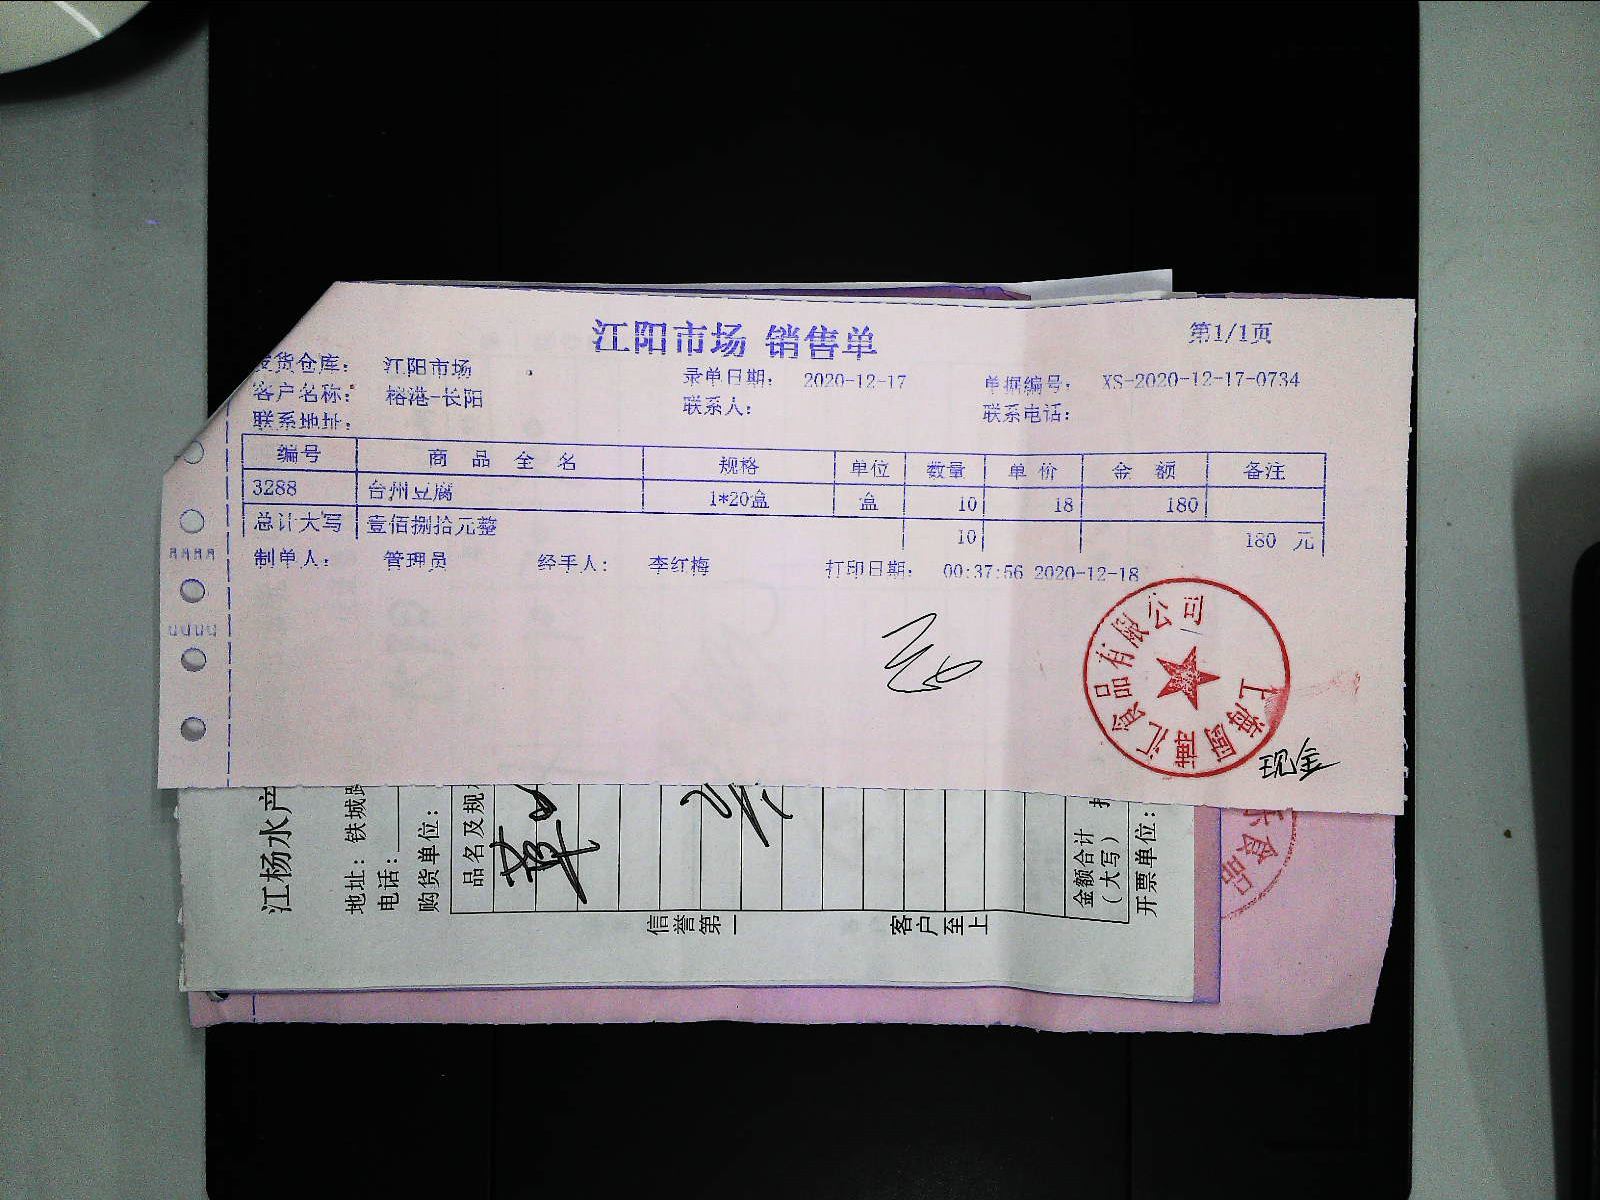 江阳市场 销售单
第1/1页
发货仓库： 江阳市场 录单日期： 2020-12-17 单据编号： XS-2020-12-17-0734
客户名称： 榕港-长阳 联系人： 联系电话：
联系地址：
编号 商品全名 规格 单位 数量 单价 金额 备注
3288 台州豆腐 1*20盒 盒 10 18 180
总计大写 壹佰捌拾元整 10 180 元
制单人： 管理员 经手人： 李红梅 打印日期： 00:37:56 2020-12-18
上海厨 汇食品有限公司
现金
江杨水产
地址：铁城路
电话：
购货单位：
品名及规
草
金额合计
（大写）
开票单位：
信誉第一
客户至上
食品